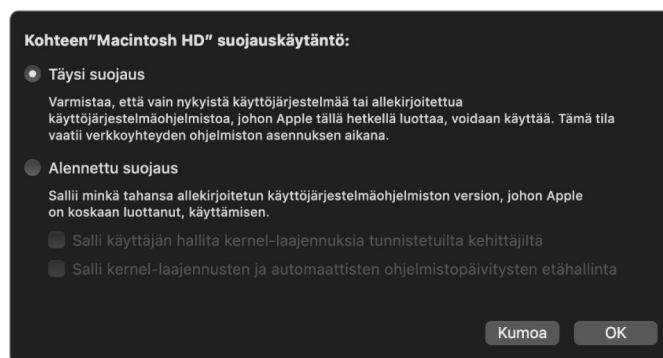 Kohteen"Macintosh HD" suojauskäytäntö:
Täysi suojaus
Varmistaa, että vain nykyistä käyttöjärjestelmää tai allekirjoitettua
käyttöjärjestelmäohjelmistoa, johon Apple tällä hetkellä luottaa, voidaan käyttää. Tämä tila
vaatii verkkoyhteyden ohjelmiston asennuksen aikana.
Alennettu suojaus
Sallii minkä tahansa allekirjoitetun käyttöjärjestelmäohjelmiston version, johon Apple
on koskaan luottanut, käyttämisen.
Salli käyttäjän hallita kernel-laajennuksia tunnistetuilta kehittäjiltä
Salli kernel-laajennusten ja automaattisten ohjelmistopäivitysten etähallinta
Kumoa OK